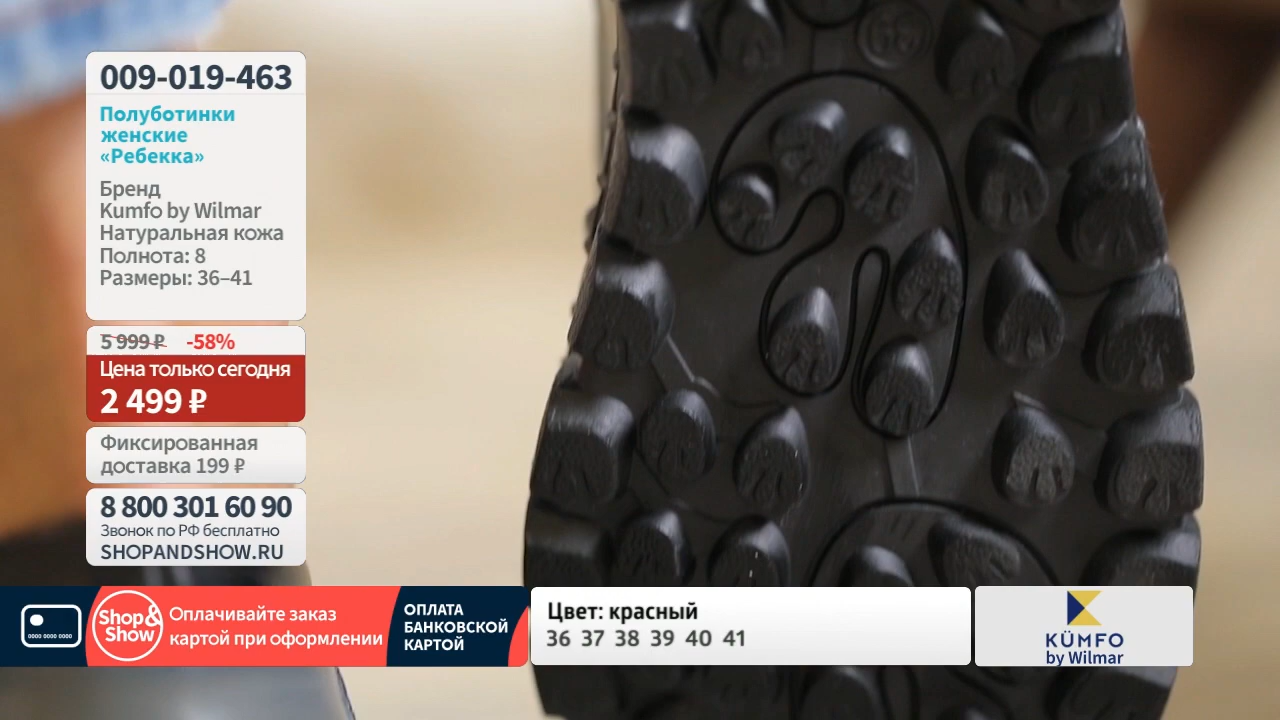 009-019-463
Полуботинки
женские
«Ребекка»
Бренд
Kumfo by Wilmar
Натуральная кожа
Полнота: 8
Размеры: 36–41
5 999 ₽ -58%
Цена только сегодня
2 499 ₽
Фиксированная
доставка 199 ₽
8 800 301 60 90
Звонок по РФ бесплатно
SHOPANDSHOW.RU
0000 0000 0000
Shop&
Show
Оплачивайте заказ
картой при оформлении
ОПЛАТА
БАНКОВСКОЙ
КАРТОЙ
Цвет: красный
36 37 38 39 40 41
KÜMFO
by Wilmar